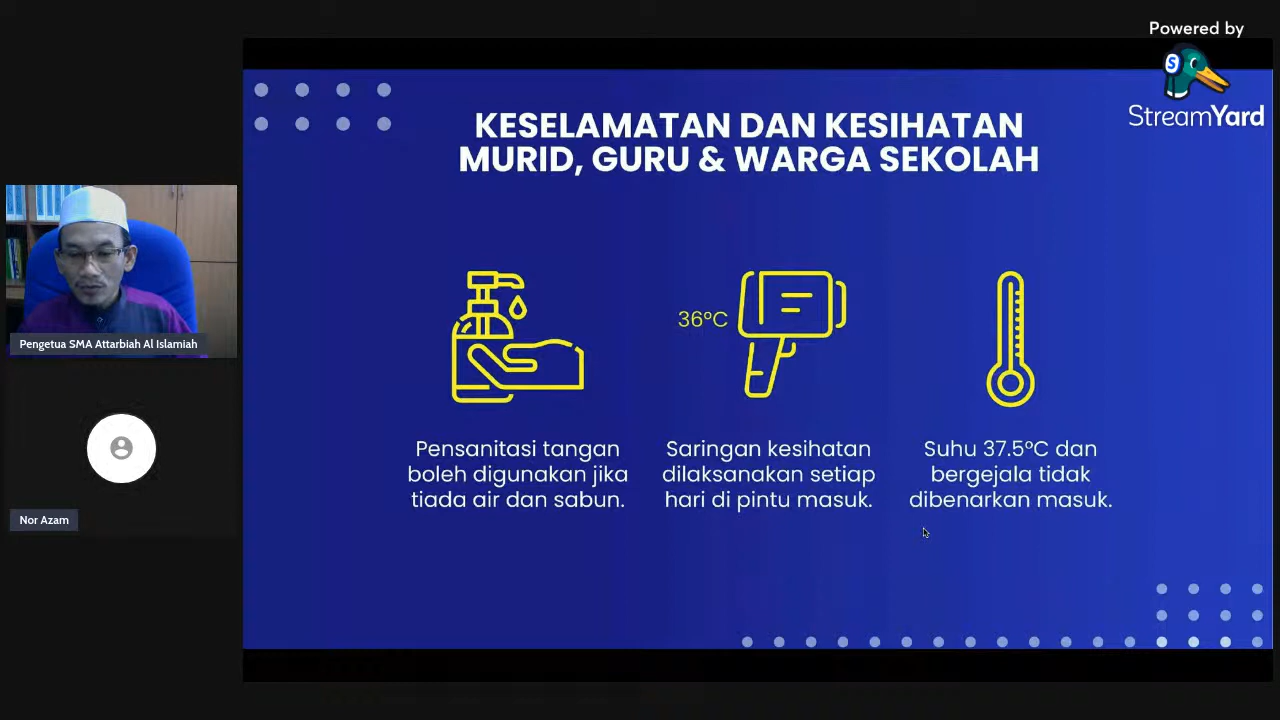 Powered by
S
StreamYard
KESELAMATAN DAN KESIHATAN
MURID, GURU & WARGA SEKOLAH
36°C
Pensanitasi tangan
boleh digunakan jika
tiada air dan sabun.
Saringan kesihatan
dilaksanakan setiap
hari di pintu masuk.
Suhu 37.5°C dan
bergejala tidak
dibenarkan masuk.
Pengetua SMA Attarbiah Al Islamiah
Nor Azam